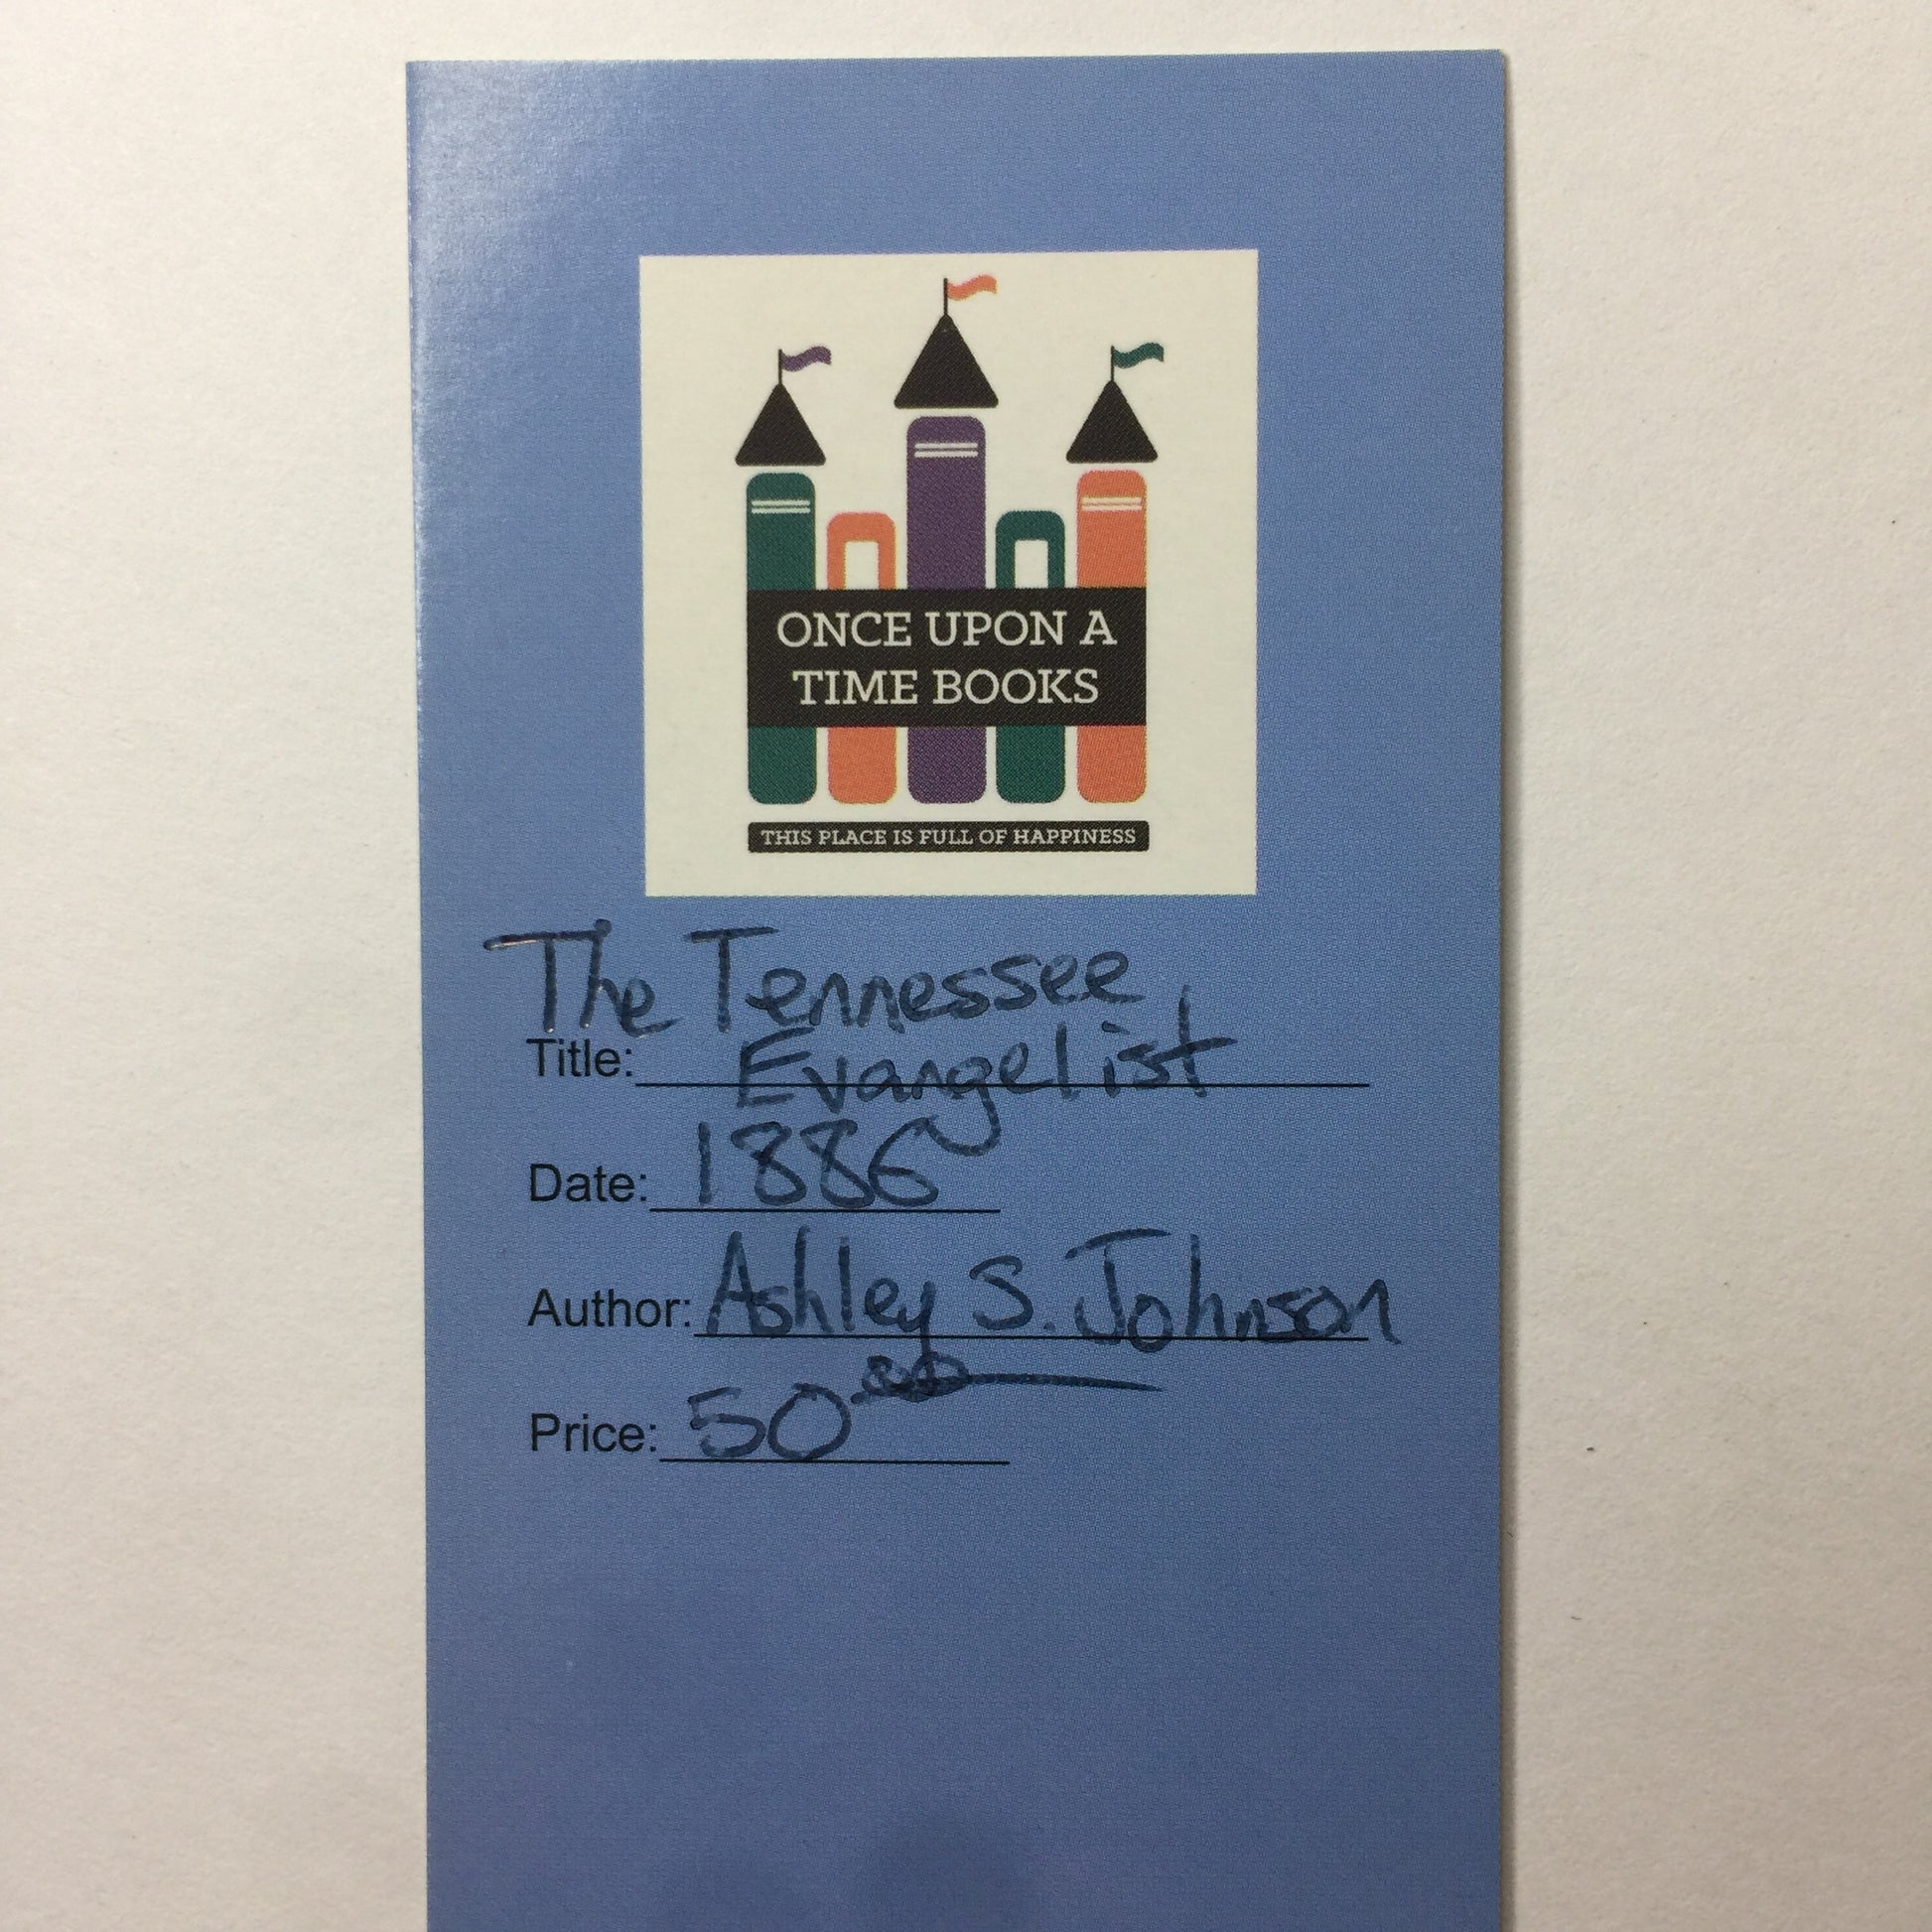 ONCE UPON A
TIME BOOKS
THIS PLACE IS FULL OF HAPPINESS
The Tennessee
Title: Evangelist
Date: 1886
Author: Ashley S. Johnson
Price: 50.00